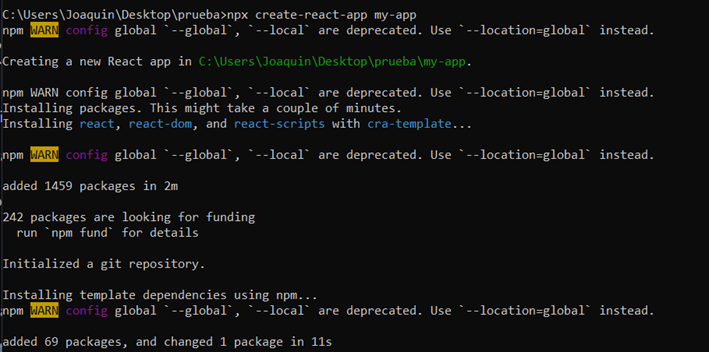 C:\Users\Joaquin\Desktop\prueba>npx create-react-app my-app
npm WARN config global `--global`, `--local` are deprecated. Use `--location=global` instead.
Creating a new React app in C:\Users\Joaquin\Desktop\prueba\my-app.
npm WARN config global `--global`, `--local` are deprecated. Use `--location=global` instead.
Installing packages. This might take a couple of minutes.
Installing react, react-dom, and react-scripts with cra-template...
npm WARN config global `--global`, `--local` are deprecated. Use `--location=global` instead.
added 1459 packages in 2m
242 packages are looking for funding
  run `npm fund` for details
Initialized a git repository.
Installing template dependencies using npm...
npm WARN config global `--global`, `--local` are deprecated. Use `--location=global` instead.
added 69 packages, and changed 1 package in 11s